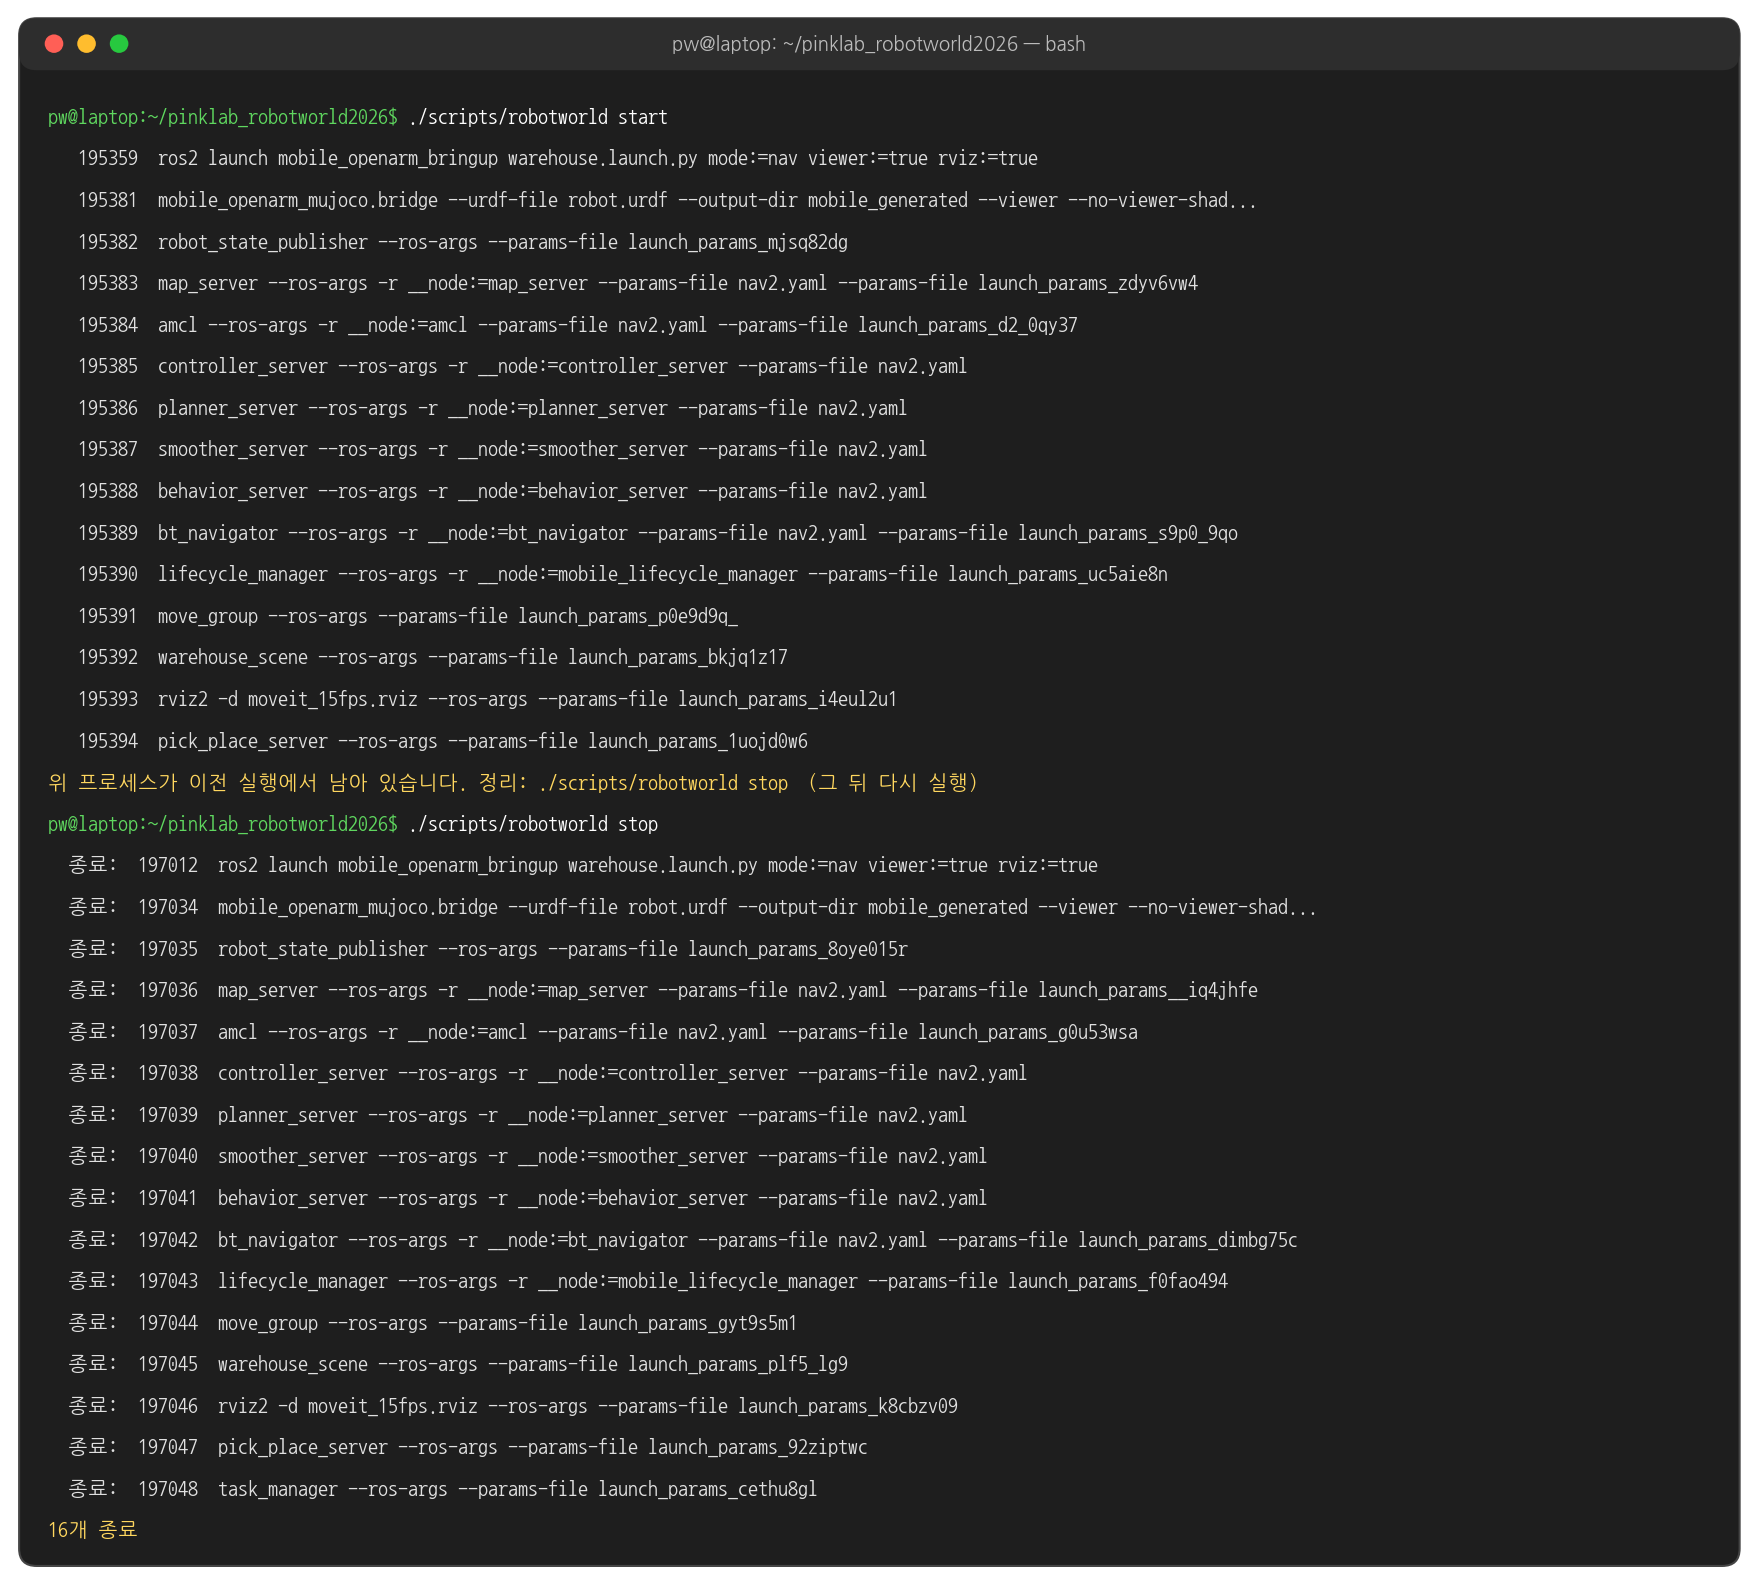 pw@laptop: ~/pinklab_robotworld2026 — bash
pw@laptop:~/pinklab_robotworld2026$ ./scripts/robotworld start
195359 ros2 launch mobile_openarm_bringup warehouse.launch.py mode:=nav viewer:=true rviz:=true
195381 mobile_openarm_mujoco.bridge --urdf-file robot.urdf --output-dir mobile_generated --viewer --no-viewer-shad...
195382 robot_state_publisher --ros-args --params-file launch_params_mjsq82dg
195383 map_server --ros-args -r __node:=map_server --params-file nav2.yaml --params-file launch_params_zdyv6vw4
195384 amcl --ros-args -r __node:=amcl --params-file nav2.yaml --params-file launch_params_d2_0qy37
195385 controller_server --ros-args -r __node:=controller_server --params-file nav2.yaml
195386 planner_server --ros-args -r __node:=planner_server --params-file nav2.yaml
195387 smoother_server --ros-args -r __node:=smoother_server --params-file nav2.yaml
195388 behavior_server --ros-args -r __node:=behavior_server --params-file nav2.yaml
195389 bt_navigator --ros-args -r __node:=bt_navigator --params-file nav2.yaml --params-file launch_params_s9p0_9qo
195390 lifecycle_manager --ros-args -r __node:=mobile_lifecycle_manager --params-file launch_params_uc5aie8n
195391 move_group --ros-args --params-file launch_params_p0e9d9q_
195392 warehouse_scene --ros-args --params-file launch_params_bkjq1z17
195393 rviz2 -d moveit_15fps.rviz --ros-args --params-file launch_params_i4eul2u1
195394 pick_place_server --ros-args --params-file launch_params_1uojd0w6
위 프로세스가 이전 실행에서 남아 있습니다. 정리: ./scripts/robotworld stop (그 뒤 다시 실행)
pw@laptop:~/pinklab_robotworld2026$ ./scripts/robotworld stop
종료: 197012 ros2 launch mobile_openarm_bringup warehouse.launch.py mode:=nav viewer:=true rviz:=true
종료: 197034 mobile_openarm_mujoco.bridge --urdf-file robot.urdf --output-dir mobile_generated --viewer --no-viewer-shad...
종료: 197035 robot_state_publisher --ros-args --params-file launch_params_8oye015r
종료: 197036 map_server --ros-args -r __node:=map_server --params-file nav2.yaml --params-file launch_params__iq4jhfe
종료: 197037 amcl --ros-args -r __node:=amcl --params-file nav2.yaml --params-file launch_params_g0u53wsa
종료: 197038 controller_server --ros-args -r __node:=controller_server --params-file nav2.yaml
종료: 197039 planner_server --ros-args -r __node:=planner_server --params-file nav2.yaml
종료: 197040 smoother_server --ros-args -r __node:=smoother_server --params-file nav2.yaml
종료: 197041 behavior_server --ros-args -r __node:=behavior_server --params-file nav2.yaml
종료: 197042 bt_navigator --ros-args -r __node:=bt_navigator --params-file nav2.yaml --params-file launch_params_dimbg75c
종료: 197043 lifecycle_manager --ros-args -r __node:=mobile_lifecycle_manager --params-file launch_params_f0fao494
종료: 197044 move_group --ros-args --params-file launch_params_gyt9s5m1
종료: 197045 warehouse_scene --ros-args --params-file launch_params_plf5_lg9
종료: 197046 rviz2 -d moveit_15fps.rviz --ros-args --params-file launch_params_k8cbzv09
종료: 197047 pick_place_server --ros-args --params-file launch_params_92ziptwc
종료: 197048 task_manager --ros-args --params-file launch_params_cethu8gl
16개 종료